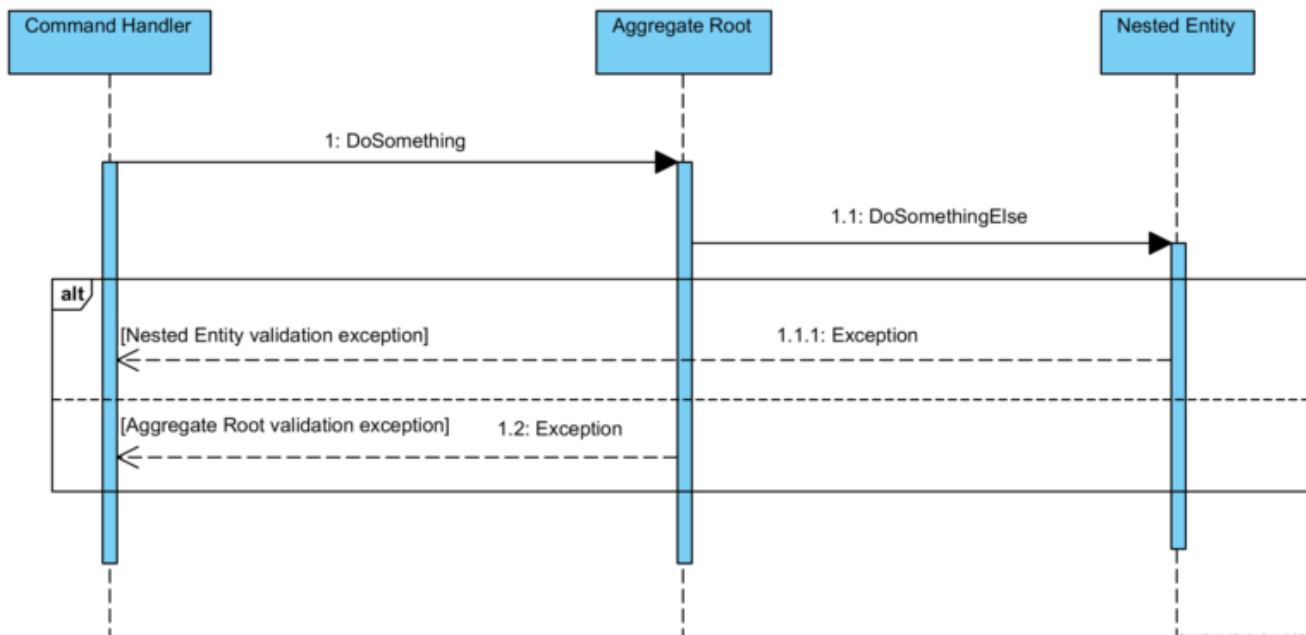 Command Handler
Aggregate Root
Nested Entity
1: DoSomething
1.1: DoSomethingElse
alt
[Nested Entity validation exception]
1.1.1: Exception
[Aggregate Root validation exception]
1.2: Exception